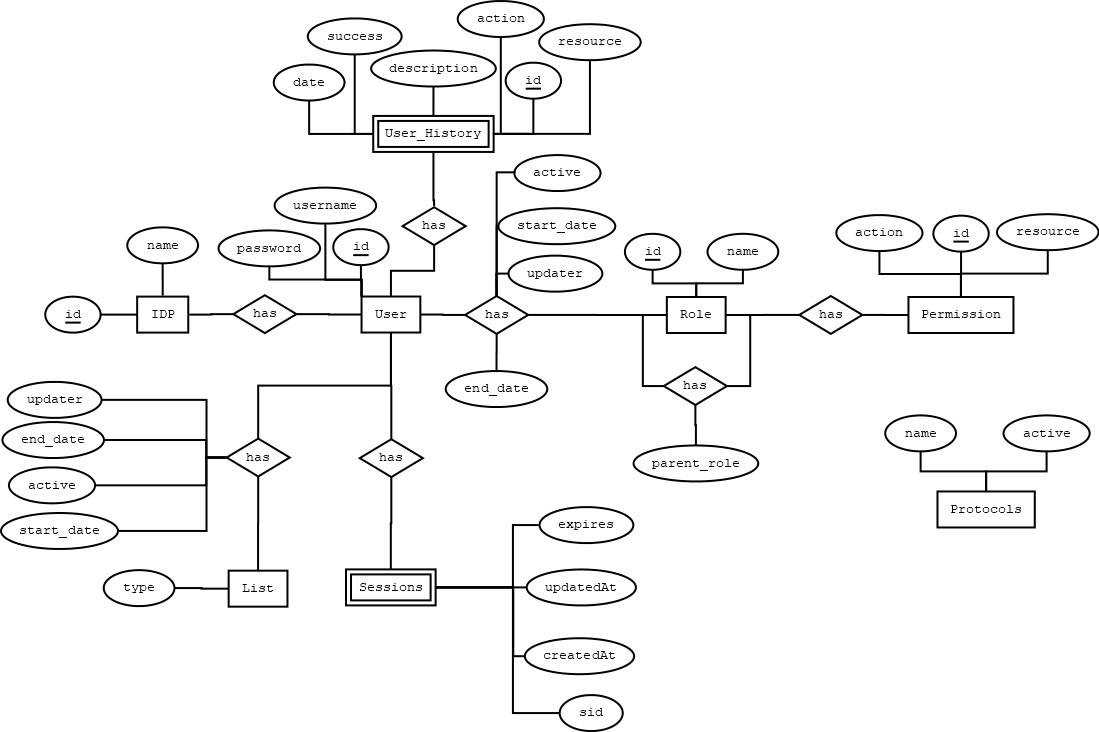 action
success
resource
description
date
id
User_History
active
username
has
start_date
action
id
resource
password
id
name
id
name
updater
id
IDP
has
User
has
Role
has
Permission
updater
end_date
has
end_date
name
active
has
has
parent_role
active
Protocols
start_date
expires
type
List
Sessions
updatedAt
createdAt
sid